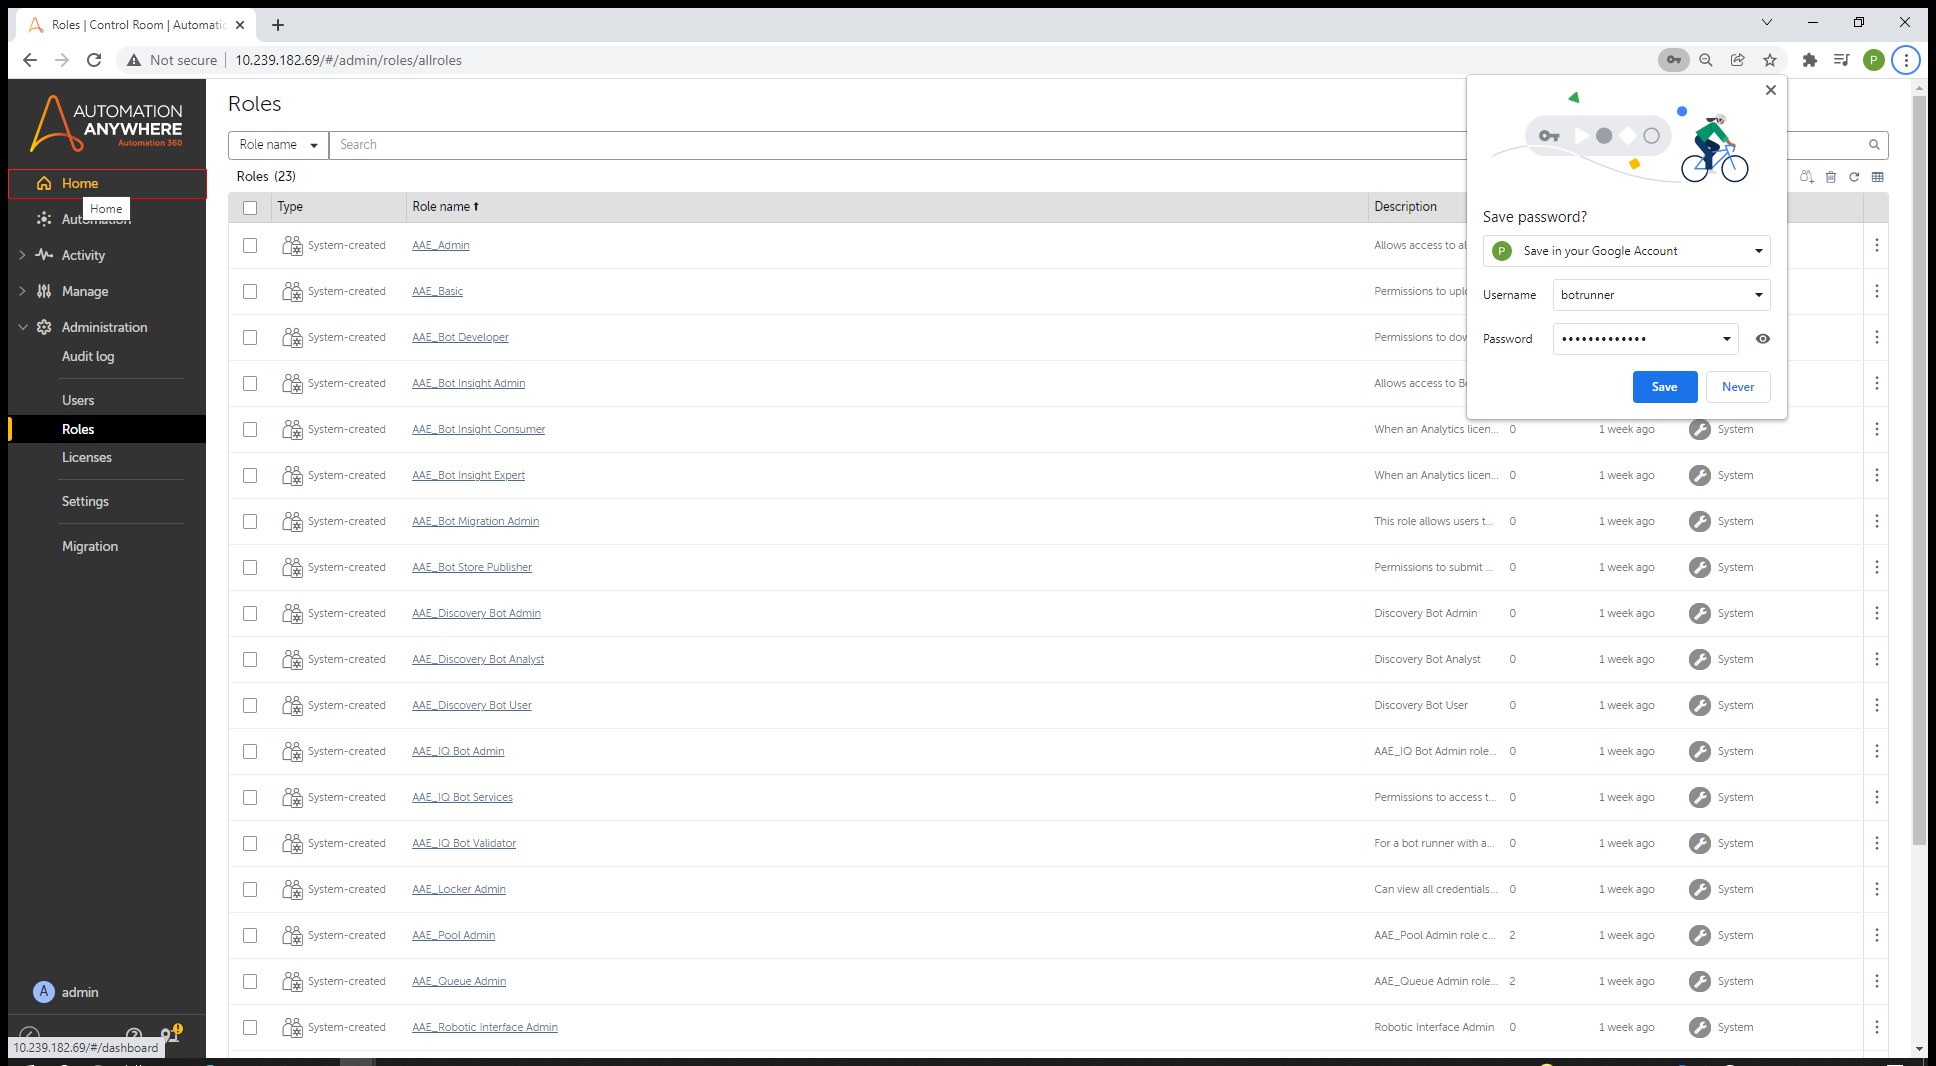 Roles | Control Room | Automatic
Not secure 10.239.182.69/#/admin/roles/allroles
P
AUTOMATION
ANYWHERE
Automation 360
Home
Home
Automation
Activity
Manage
Administration
Audit log
Users
Roles
Licenses
Settings
Migration
A admin
10.239.182.69/#/dashboard
Roles
Role name Search
Roles (23)
Type Role name Description
System-created AAE_Admin Allows access to al
System-created AAE_Basic Permissions to uplo
System-created AAE_Bot Developer Permissions to dow
System-created AAE_Bot Insight Admin Allows access to B
System-created AAE_Bot Insight Consumer When an Analytics licen... 0 1 week ago System
System-created AAE_Bot Insight Expert When an Analytics licen... 0 1 week ago System
System-created AAE_Bot Migration Admin This role allows users t... 0 1 week ago System
System-created AAE_Bot Store Publisher Permissions to submit ... 0 1 week ago System
System-created AAE_Discovery Bot Admin Discovery Bot Admin 0 1 week ago System
System-created AAE_Discovery Bot Analyst Discovery Bot Analyst 0 1 week ago System
System-created AAE_Discovery Bot User Discovery Bot User 0 1 week ago System
System-created AAE_IQ Bot Admin AAE_IQ Bot Admin role... 0 1 week ago System
System-created AAE_IQ Bot Services Permissions to access t... 0 1 week ago System
System-created AAE_IQ Bot Validator For a bot runner with a... 0 1 week ago System
System-created AAE_Locker Admin Can view all credentials... 0 1 week ago System
System-created AAE_Pool Admin AAE_Pool Admin role c... 2 1 week ago System
System-created AAE_Queue Admin AAE_Queue Admin role... 2 1 week ago System
System-created AAE_Robotic Interface Admin Robotic Interface Admin 0 1 week ago System
Save password?
P Save in your Google Account
Username botrunner
Password •••••••••••••
Save Never